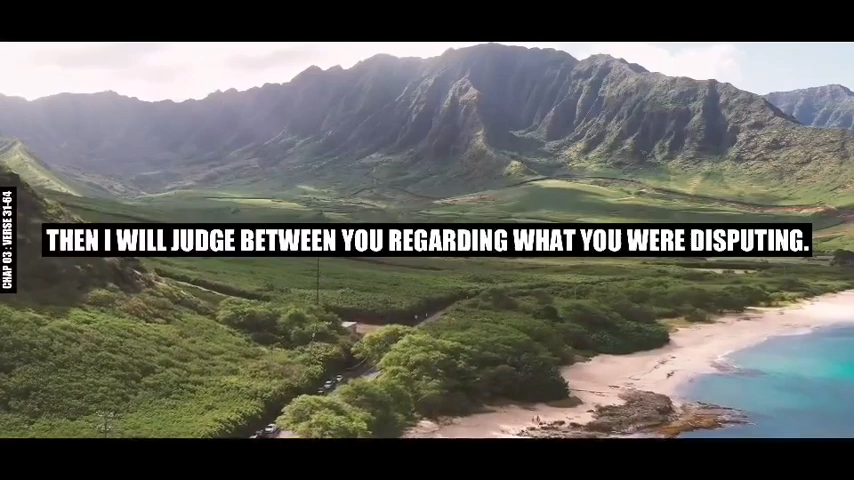 THEN I WILL JUDGE BETWEEN YOU REGARDING WHAT YOU WERE DISPUTING.
CHAP 03 : VERSE 31-64